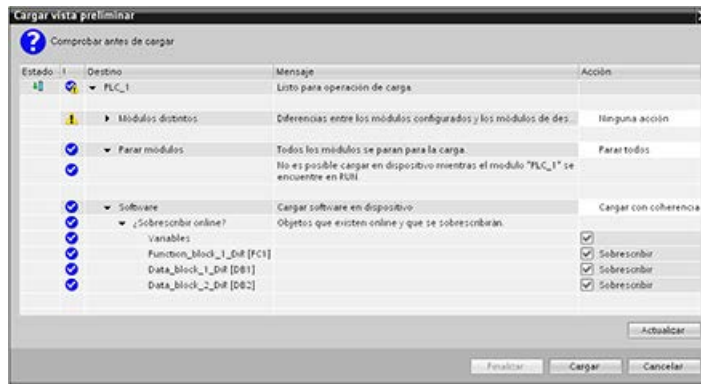 Cargar vista preliminar
Comprobar antes de cargar
Estado ! Destino Mensaje Acción
PLC_1 Listo para operación de carga
Módulos distintos Diferencias entre los módulos configurados y los módulos de des... Ninguna acción
Parar módulos Todos los módulos se paran para la carga. Parar todos
No es posible cargar en dispositivo mientras el modulo "PLC_1" se
encuentre en RUN.
Software Cargar software en dispositivo Cargar con coherencia
¿Sobrescribir online? Objetos que existen online y que se sobrescribirán.
Variables
Function_block_1_DiR [FC1] Sobrescribir
Data_block_1_DiR [DB1] Sobrescribir
Data_block_2_DiR [DB2] Sobrescribir
Actualizar
Finalizar Cargar Cancelar